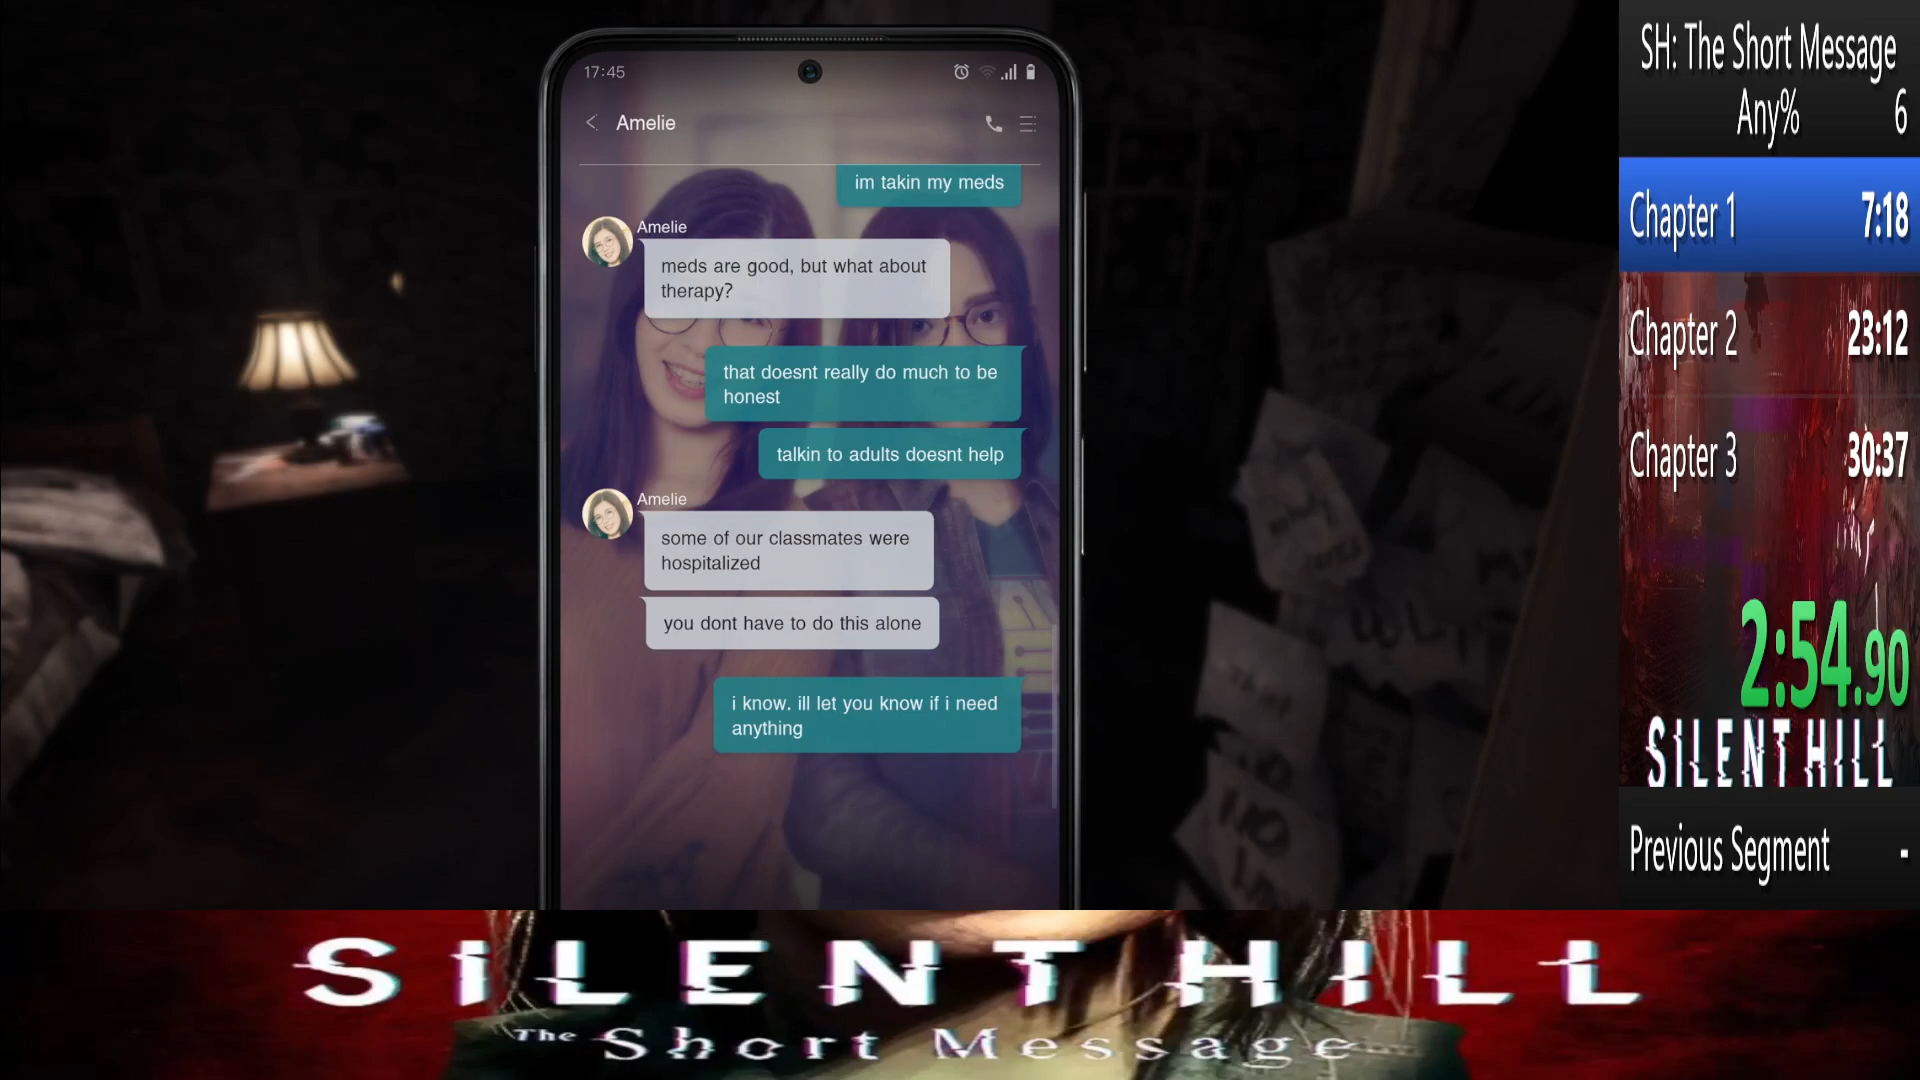 17:45
Amelie
im takin my meds
Amelie
meds are good, but what about
therapy?
that doesnt really do much to be
honest
talkin to adults doesnt help
Amelie
some of our classmates were
hospitalized
you dont have to do this alone
i know. ill let you know if i need
anything
SH: The Short Message
Any% 6
Chapter 1 7:18
Chapter 2 23:12
Chapter 3 30:37
2:54.90
SILENT HILL
Previous Segment -
SILENT HILL
The Short Message